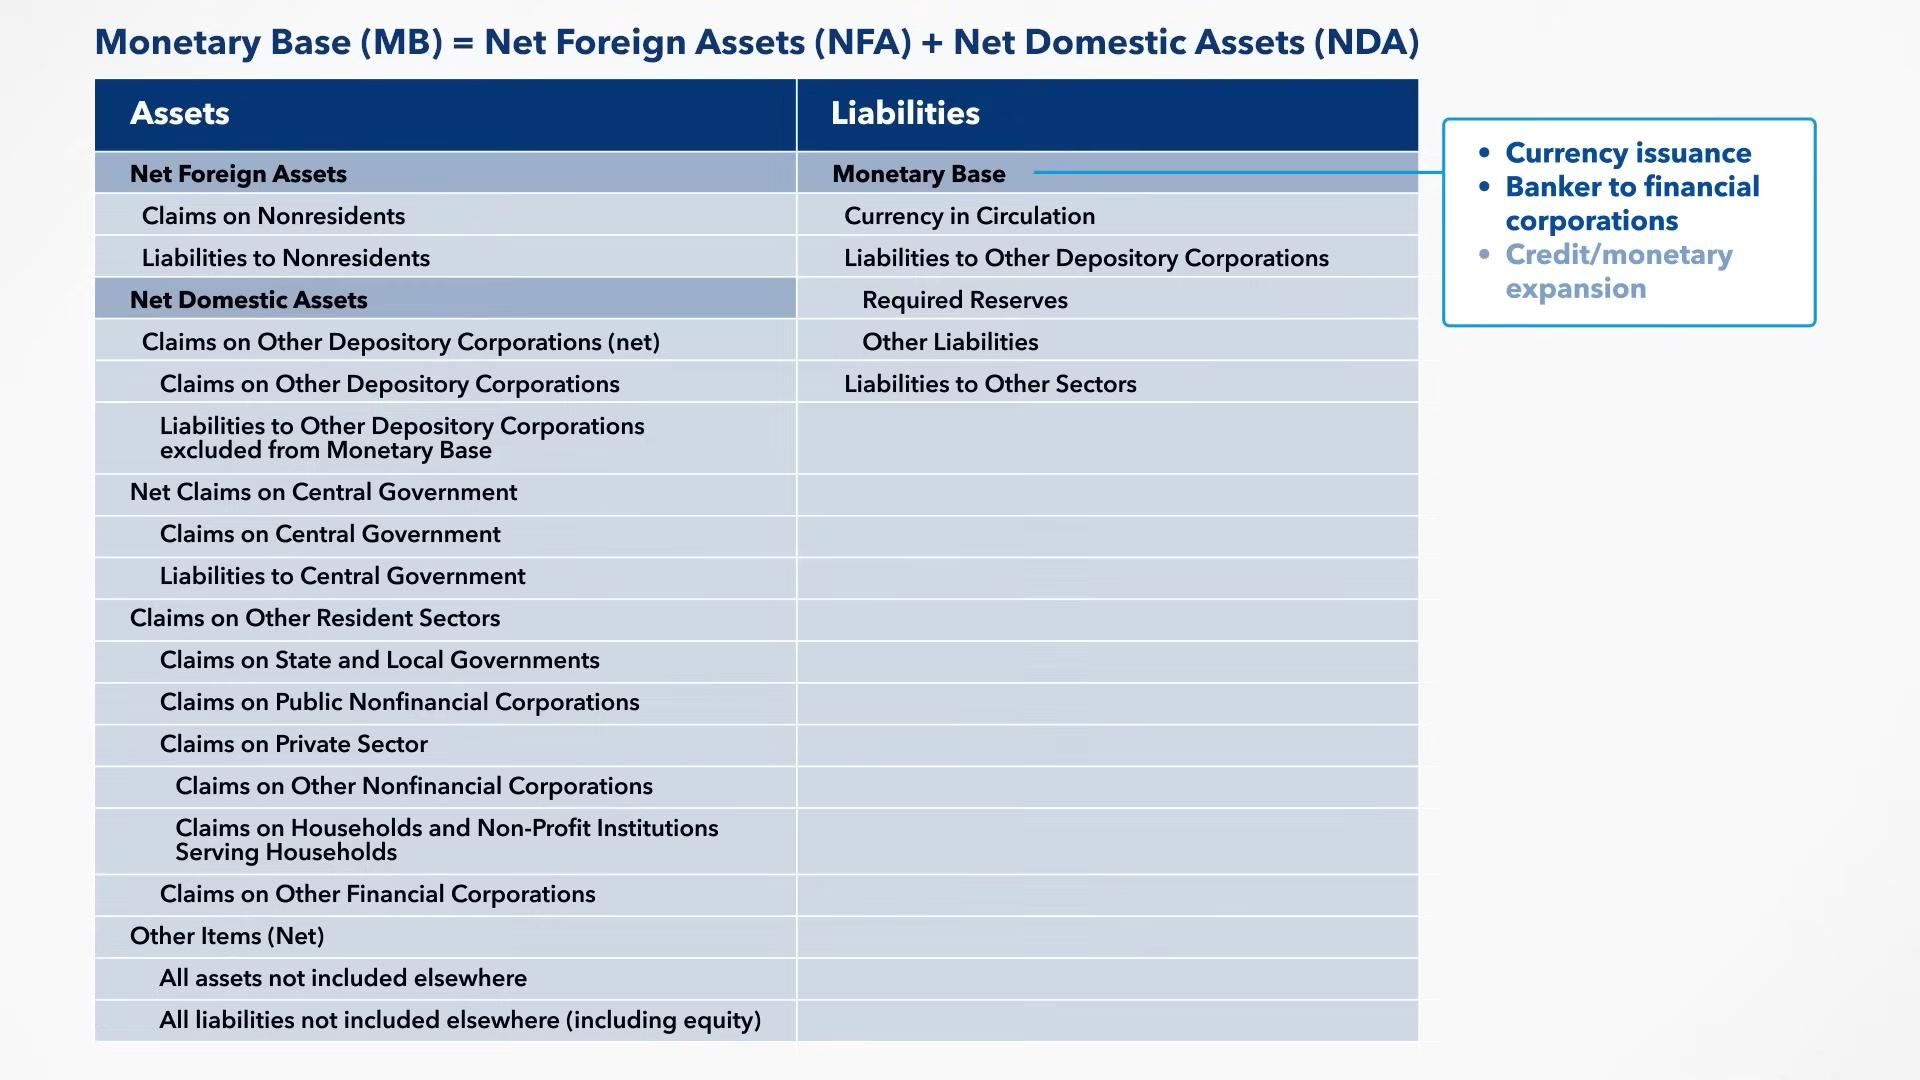 Monetary Base (MB) = Net Foreign Assets (NFA) + Net Domestic Assets (NDA)
Assets
Liabilities
Net Foreign Assets
Monetary Base
Claims on Nonresidents
Currency in Circulation
Liabilities to Nonresidents
Liabilities to Other Depository Corporations
Net Domestic Assets
Required Reserves
Claims on Other Depository Corporations (net)
Other Liabilities
Claims on Other Depository Corporations
Liabilities to Other Sectors
Liabilities to Other Depository Corporations
excluded from Monetary Base
Net Claims on Central Government
Claims on Central Government
Liabilities to Central Government
Claims on Other Resident Sectors
Claims on State and Local Governments
Claims on Public Nonfinancial Corporations
Claims on Private Sector
Claims on Other Nonfinancial Corporations
Claims on Households and Non-Profit Institutions
Serving Households
Claims on Other Financial Corporations
Other Items (Net)
All assets not included elsewhere
All liabilities not included elsewhere (including equity)
• Currency issuance
• Banker to financial
corporations
• Credit/monetary
expansion